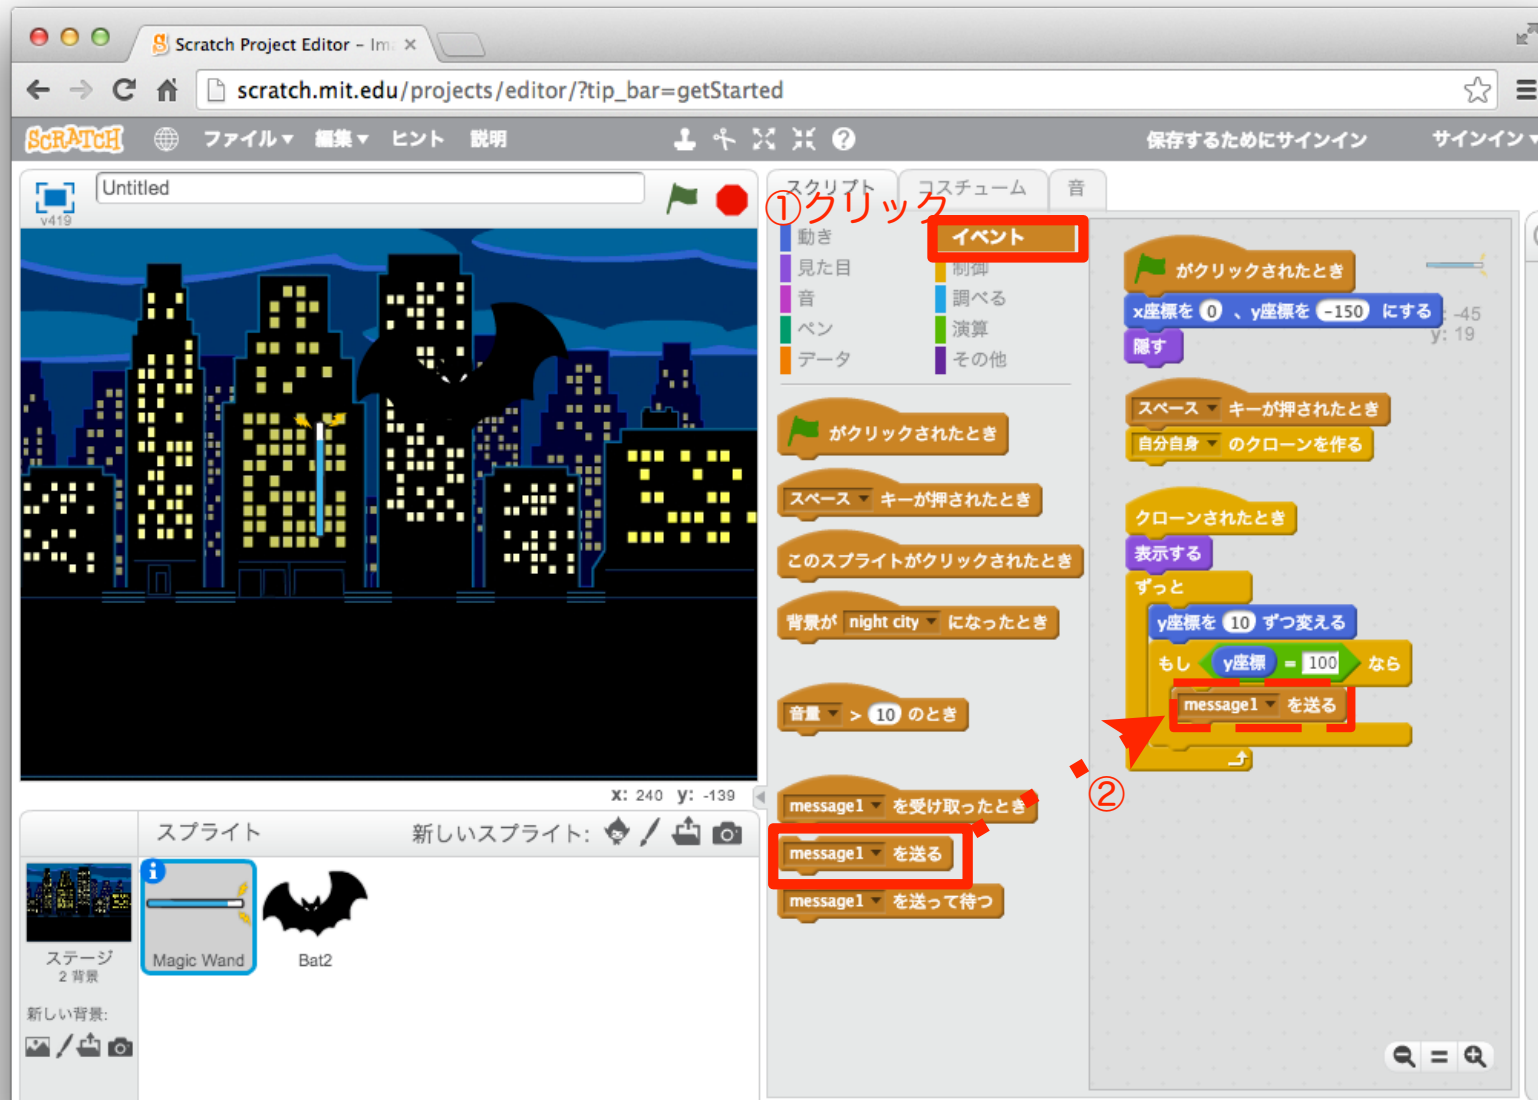 Scratch Project Editor – Im
scratch.mit.edu/projects/editor/?tip_bar=getStarted
SCRATCH ファイル 編集 ヒント 説明 保存するためにサインイン サインイン
v419
Untitled
スクリプト コスチューム 音
①クリック
動き
見た目
音
ペン
データ
イベント
制御
調べる
演算
その他
がクリックされたとき
スペース キーが押されたとき
このスプライトがクリックされたとき
背景が night city になったとき
音量 > 10 のとき
message1 を受け取ったとき
message1 を送る
message1 を送って待つ
がクリックされたとき
x座標を 0 、y座標を -150 にする
隠す
: -45
y: 19
スペース キーが押されたとき
自分自身 のクローンを作る
クローンされたとき
表示する
ずっと
y座標を 10 ずつ変える
もし y座標 = 100 なら
message1 を送る
②
x: 240 y: -139
スプライト 新しいスプライト:
ステージ
2 背景
新しい背景:
Magic Wand
Bat2